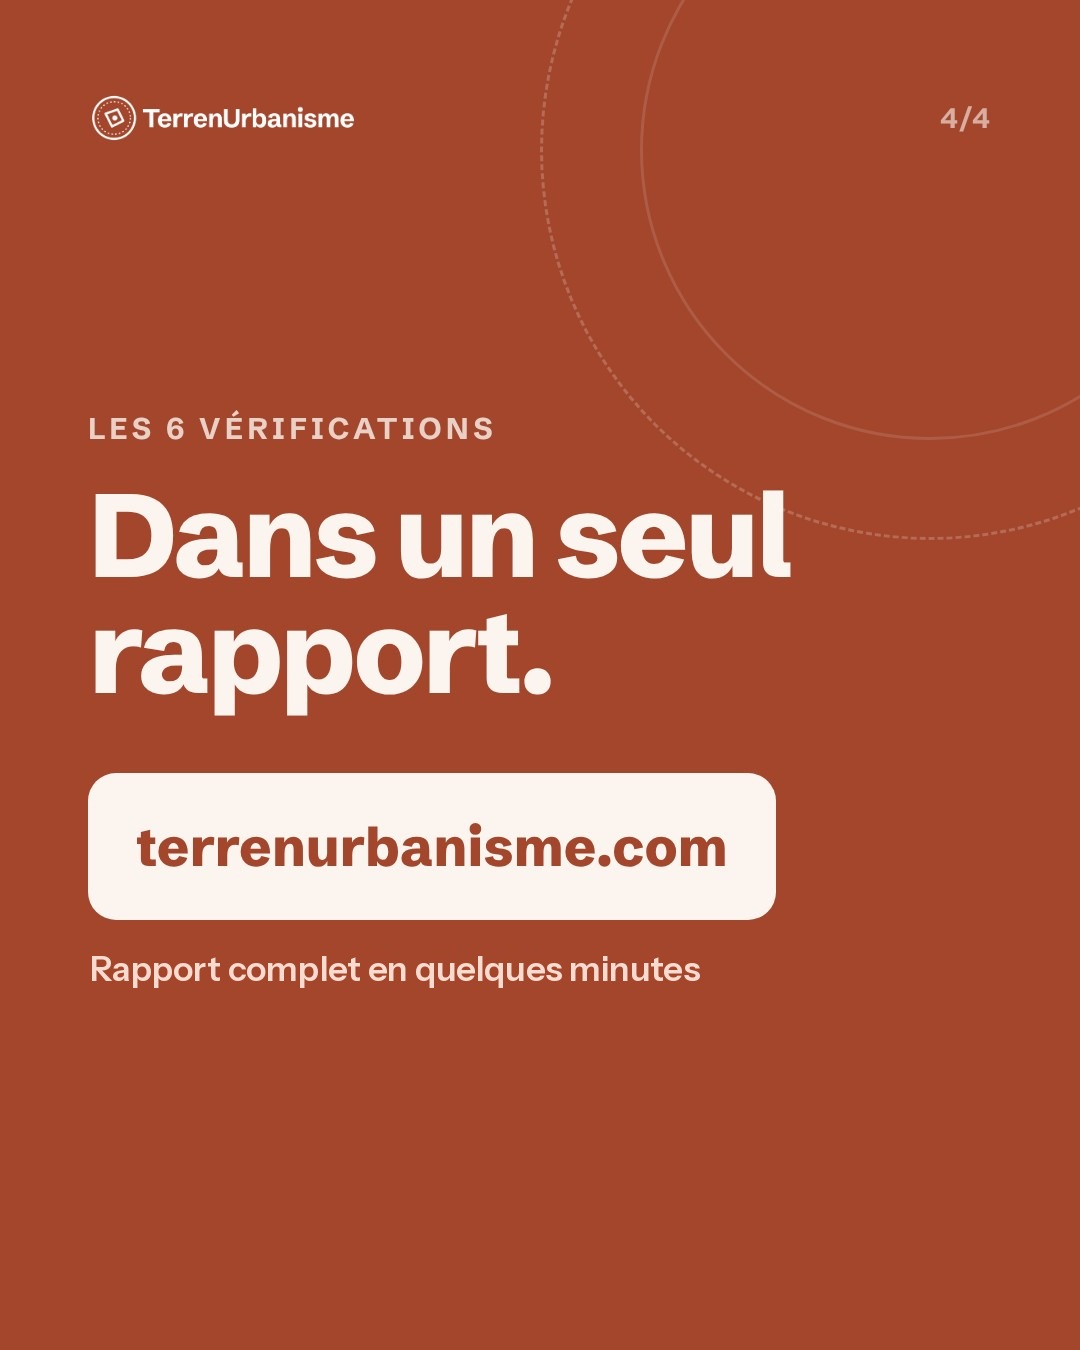 TerrenUrbanisme
4/4
LES 6 VÉRIFICATIONS
Dans un seul
rapport.
terrenurbanisme.com
Rapport complet en quelques minutes